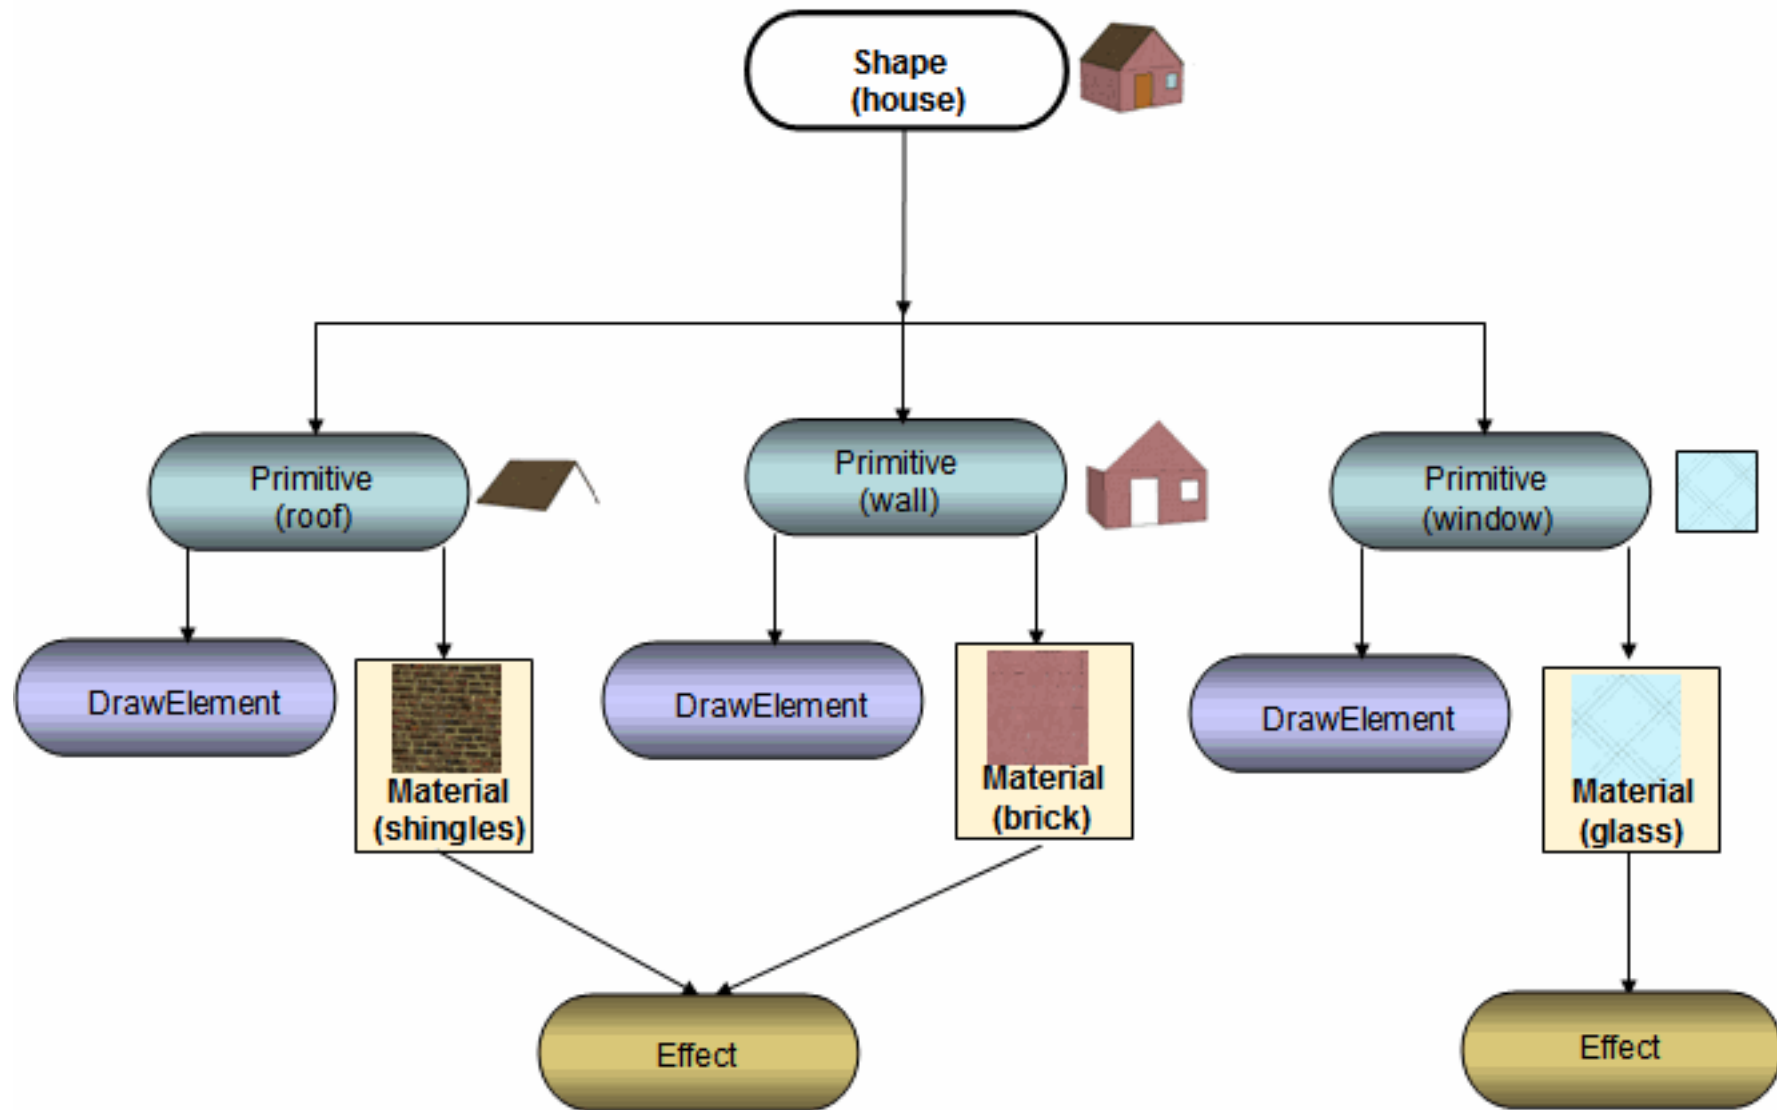 Shape
(house)
Primitive
(roof)
Primitive
(wall)
Primitive
(window)
DrawElement
Material
(shingles)
DrawElement
Material
(brick)
DrawElement
Material
(glass)
Effect
Effect